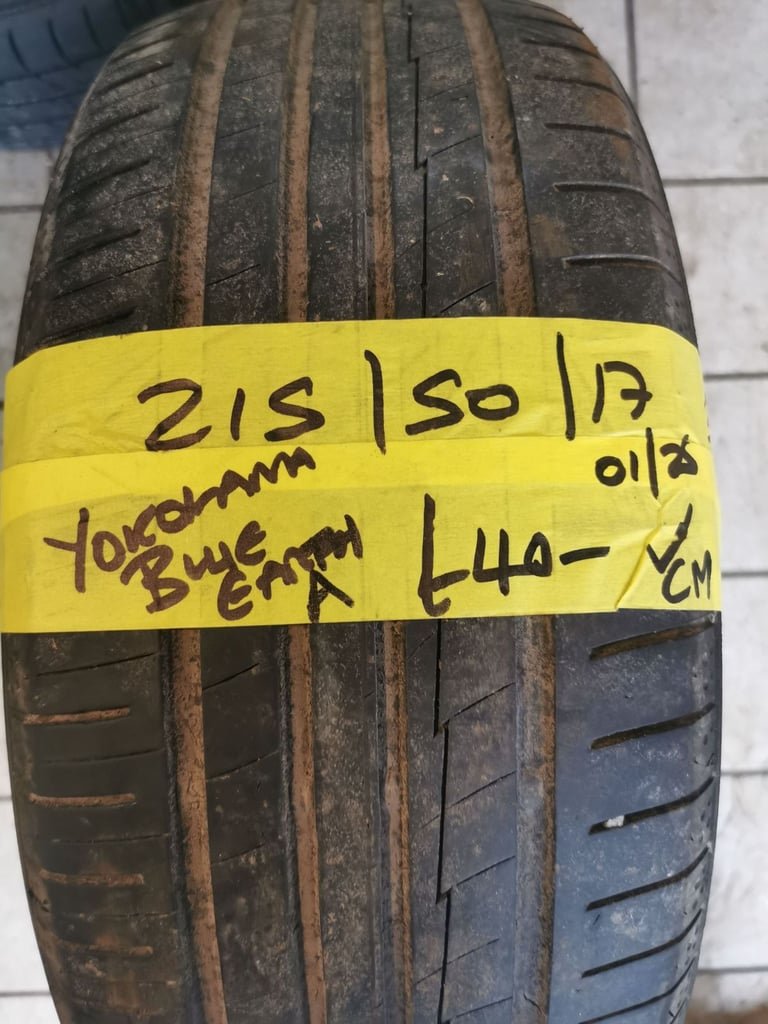 215/50/17
01/25
YOKOHAMA
BLUE
EARTH
A
£40-
CM